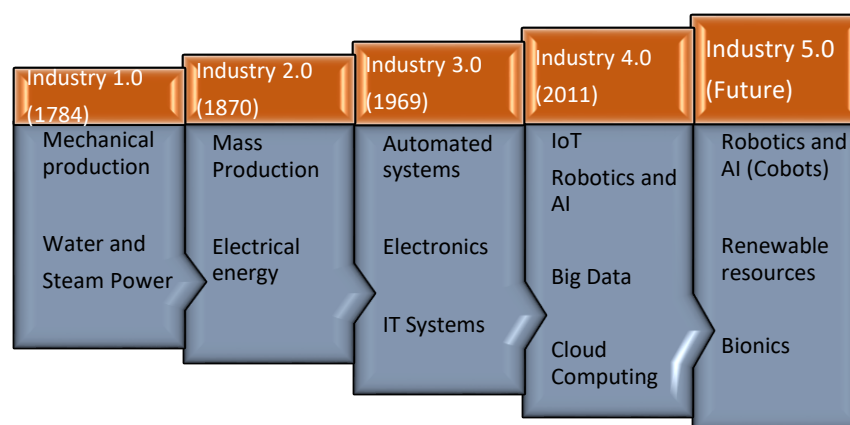 Industry 1.0
(1784)
Mechanical
production
Water and
Steam Power
Industry 2.0
(1870)
Mass
Production
Electrical
energy
Industry 3.0
(1969)
Automated
systems
Electronics
IT Systems
Industry 4.0
(2011)
IoT
Robotics and
AI
Big Data
Cloud
Computing
Industry 5.0
(Future)
Robotics and
AI (Cobots)
Renewable
resources
Bionics